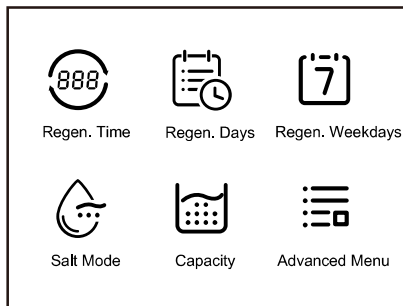 888
7
Regen. Time Regen. Days Regen. Weekdays
Salt Mode Capacity Advanced Menu